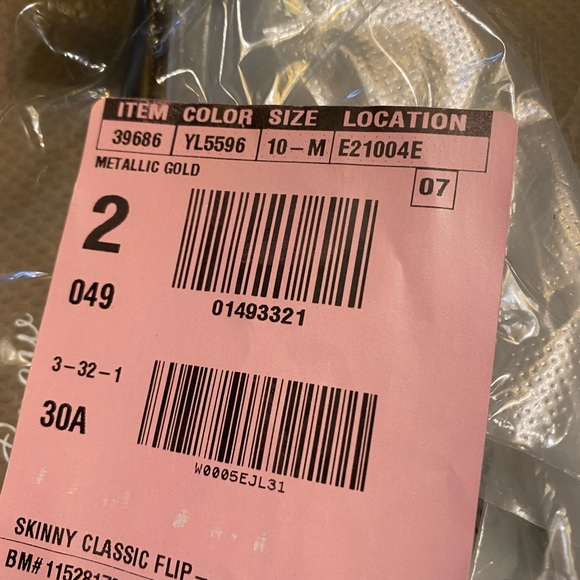 ITEM COLOR SIZE LOCATION
39686 YL5596 10-M E21004E
METALLIC GOLD
07
2
01493321
049
3-32-1
30A
W0005EJL31
SKINNY CLASSIC FLIP -
BM#